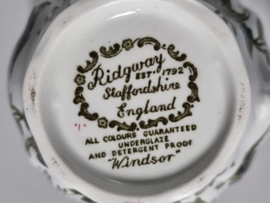 Ridgway
EST. 1792
Staffordshire
England
ALL COLOURS GUARANTEED
UNDERGLAZE
AND DETERGENT PROOF
"Windsor"